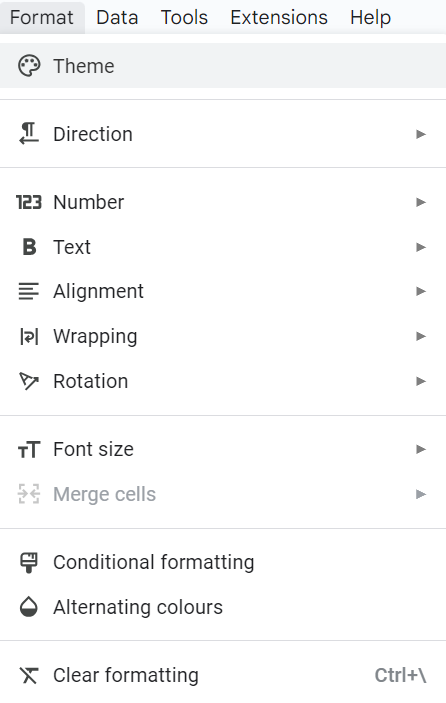 Format Data Tools Extensions Help
Theme
Direction
123 Number
B Text
Alignment
Wrapping
Rotation
TT Font size
Merge cells
Conditional formatting
Alternating colours
Clear formatting Ctrl+\